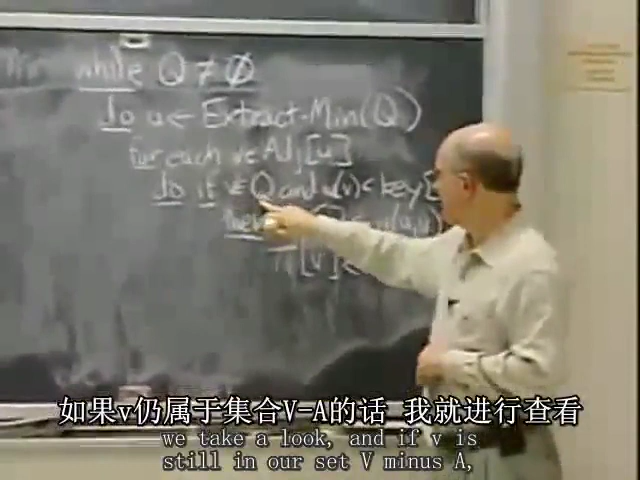 while Q ≠ ∅
do u ← Extract-Min(Q)
for each v ∈ Adj[u]
do if v ∈ Q and w(v) < key[
then
π[v] ←
如果v仍属于集合V-A的话 我就进行查看
we take a look, and if v is
still in our set V minus A,